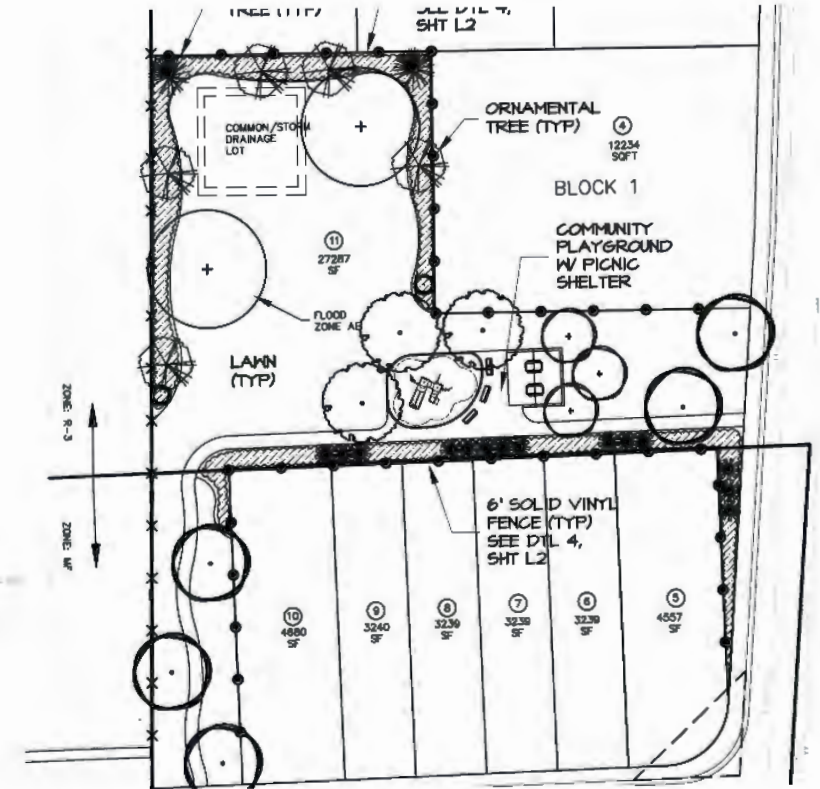 TREE (TYP)
SEE DTL 4,
SHT L2
ORNAMENTAL
TREE (TYP)
4
12234
SQFT
BLOCK 1
COMMON/STORM
DRAINAGE
LOT
COMMUNITY
PLAYGROUND
W/ PICNIC
SHELTER
11
27287
SF
FLOOD
ZONE AE
LAWN
(TYP)
ZONE: R-3
ZONE: MF
6' SOLID VINYL
FENCE (TYP)
SEE DTL 4,
SHT L2
10
4680
SF
9
3240
SF
8
3239
SF
7
3239
SF
6
3239
SF
5
4557
SF